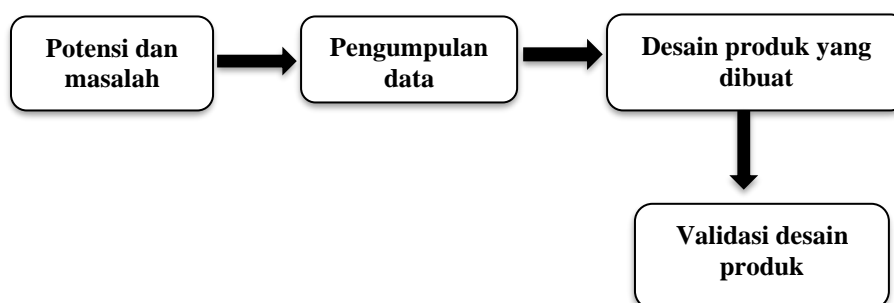 Potensi dan
masalah
Pengumpulan
data
Desain produk yang
dibuat
Validasi desain
produk